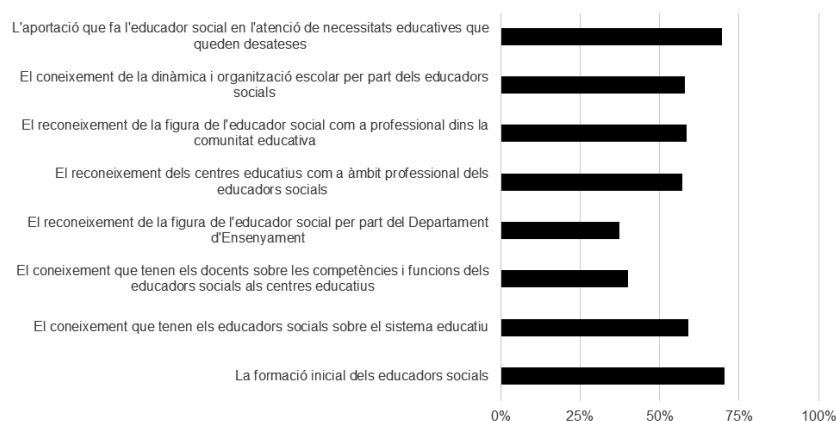 L'aportació que fa l'educador social en l'atenció de necessitats educatives que
queden desateses
El coneixement de la dinàmica i organització escolar per part dels educadors
socials
El reconeixement de la figura de l'educador social com a professional dins la
comunitat educativa
El reconeixement dels centres educatius com a àmbit professional dels
educadors socials
El reconeixement de la figura de l'educador social per part del Departament
d'Ensenyament
El coneixement que tenen els docents sobre les competències i funcions dels
educadors socials als centres educatius
El coneixement que tenen els educadors socials sobre el sistema educatiu
La formació inicial dels educadors socials
0% 25% 50% 75% 100%